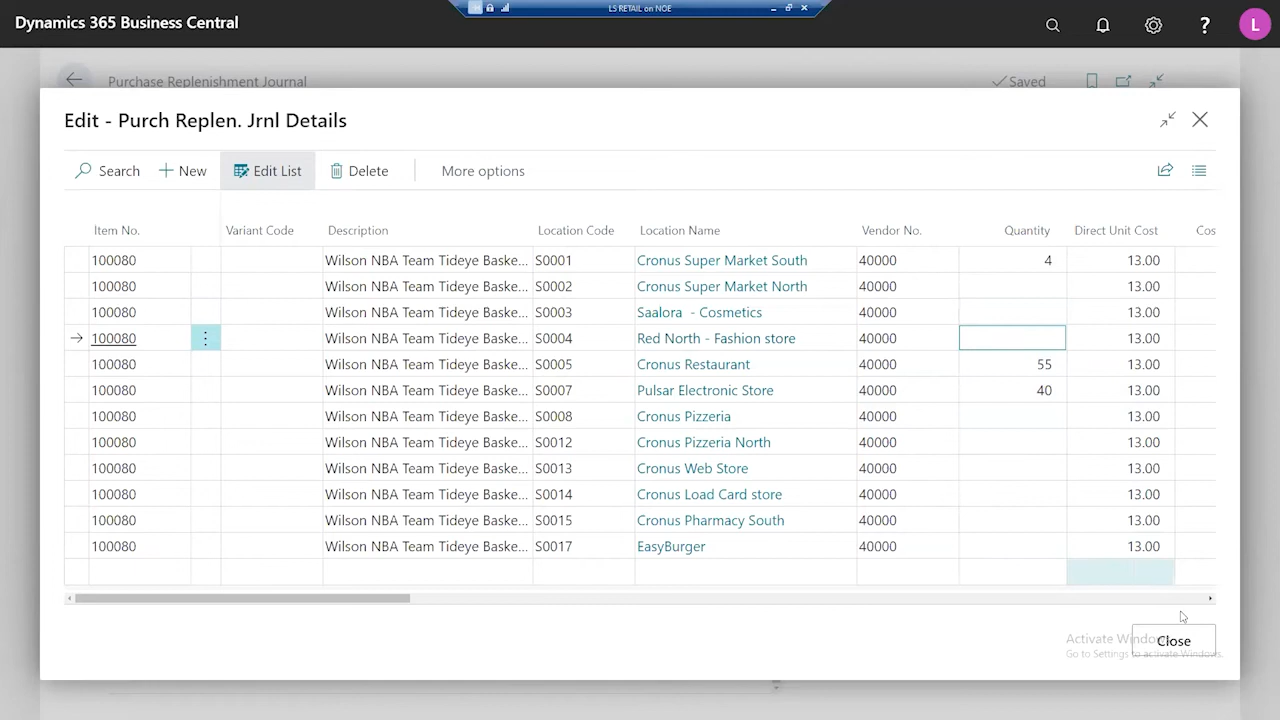 LS RETAIL on NOE
Dynamics 365 Business Central
?
L
Purchase Replenishment Journal
Saved
Edit - Purch Replen. Jrnl Details
Search
New
Edit List
Delete
More options
Item No. Variant Code Description Location Code Location Name Vendor No. Quantity Direct Unit Cost Cos
100080 Wilson NBA Team Tideye Baske... S0001 Cronus Super Market South 40000 4 13.00
100080 Wilson NBA Team Tideye Baske... S0002 Cronus Super Market North 40000 13.00
100080 Wilson NBA Team Tideye Baske... S0003 Saalora - Cosmetics 40000 13.00
100080 Wilson NBA Team Tideye Baske... S0004 Red North - Fashion store 40000 13.00
100080 Wilson NBA Team Tideye Baske... S0005 Cronus Restaurant 40000 55 13.00
100080 Wilson NBA Team Tideye Baske... S0007 Pulsar Electronic Store 40000 40 13.00
100080 Wilson NBA Team Tideye Baske... S0008 Cronus Pizzeria 40000 13.00
100080 Wilson NBA Team Tideye Baske... S0012 Cronus Pizzeria North 40000 13.00
100080 Wilson NBA Team Tideye Baske... S0013 Cronus Web Store 40000 13.00
100080 Wilson NBA Team Tideye Baske... S0014 Cronus Load Card store 40000 13.00
100080 Wilson NBA Team Tideye Baske... S0015 Cronus Pharmacy South 40000 13.00
100080 Wilson NBA Team Tideye Baske... S0017 EasyBurger 40000 13.00
Activate Windows
Close
Go to Settings to activate Windows.